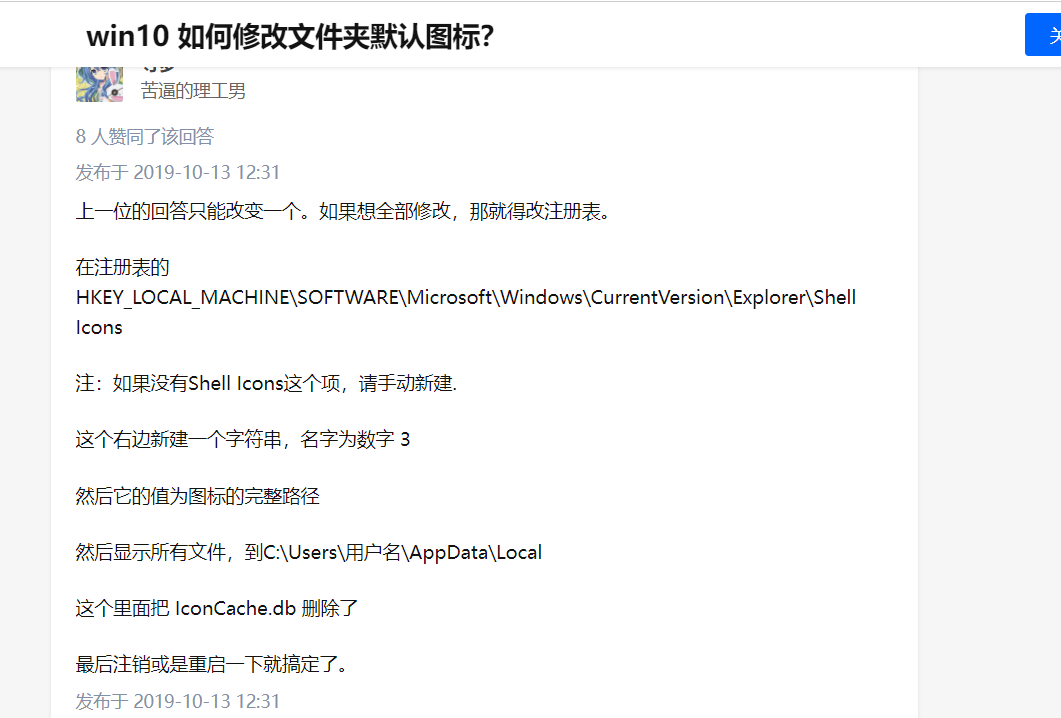 win10 如何修改文件夹默认图标?
苦逼的理工男
8 人赞同了该回答
发布于 2019-10-13 12:31
上一位的回答只能改变一个。如果想全部修改，那就得改注册表。
在注册表的
HKEY_LOCAL_MACHINE\SOFTWARE\Microsoft\Windows\CurrentVersion\Explorer\Shell
Icons
注：如果没有Shell Icons这个项，请手动新建.
这个右边新建一个字符串，名字为数字 3
然后它的值为图标的完整路径
然后显示所有文件，到C:\Users\用户名\AppData\Local
这个里面把 IconCache.db 删除了
最后注销或是重启一下就搞定了。
发布于 2019-10-13 12:31